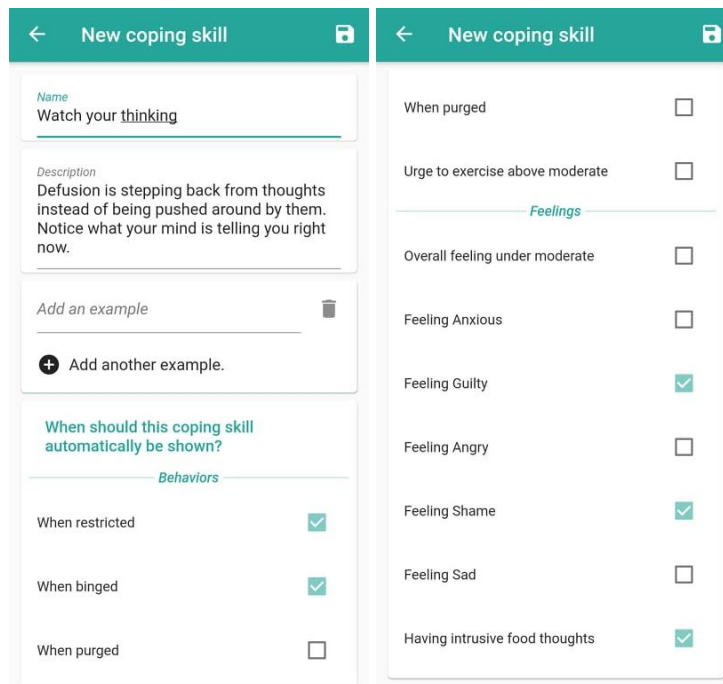 New coping skill
Name
Watch your thinking
Description
Defusion is stepping back from thoughts
instead of being pushed around by them.
Notice what your mind is telling you right
now.
Add an example
Add another example.
When should this coping skill
automatically be shown?
Behaviors
When restricted
When binged
When purged
New coping skill
When purged
Urge to exercise above moderate
Feelings
Overall feeling under moderate
Feeling Anxious
Feeling Guilty
Feeling Angry
Feeling Shame
Feeling Sad
Having intrusive food thoughts